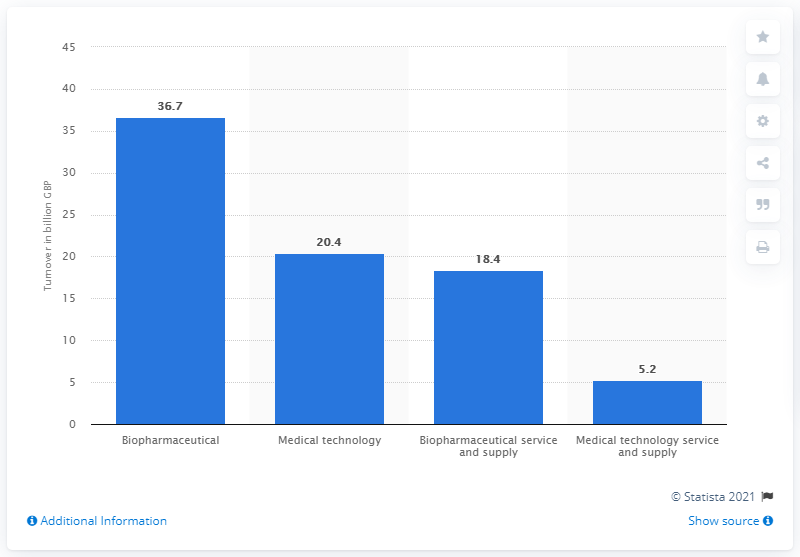 Turnover in billion GBP
45
40
35
30
25
20
15
10
5
0
36.7
20.4
18.4
5.2
Biopharmaceutical
Medical technology
Biopharmaceutical service
and supply
Medical technology service
and supply
© Statista 2021
Additional Information
Show source